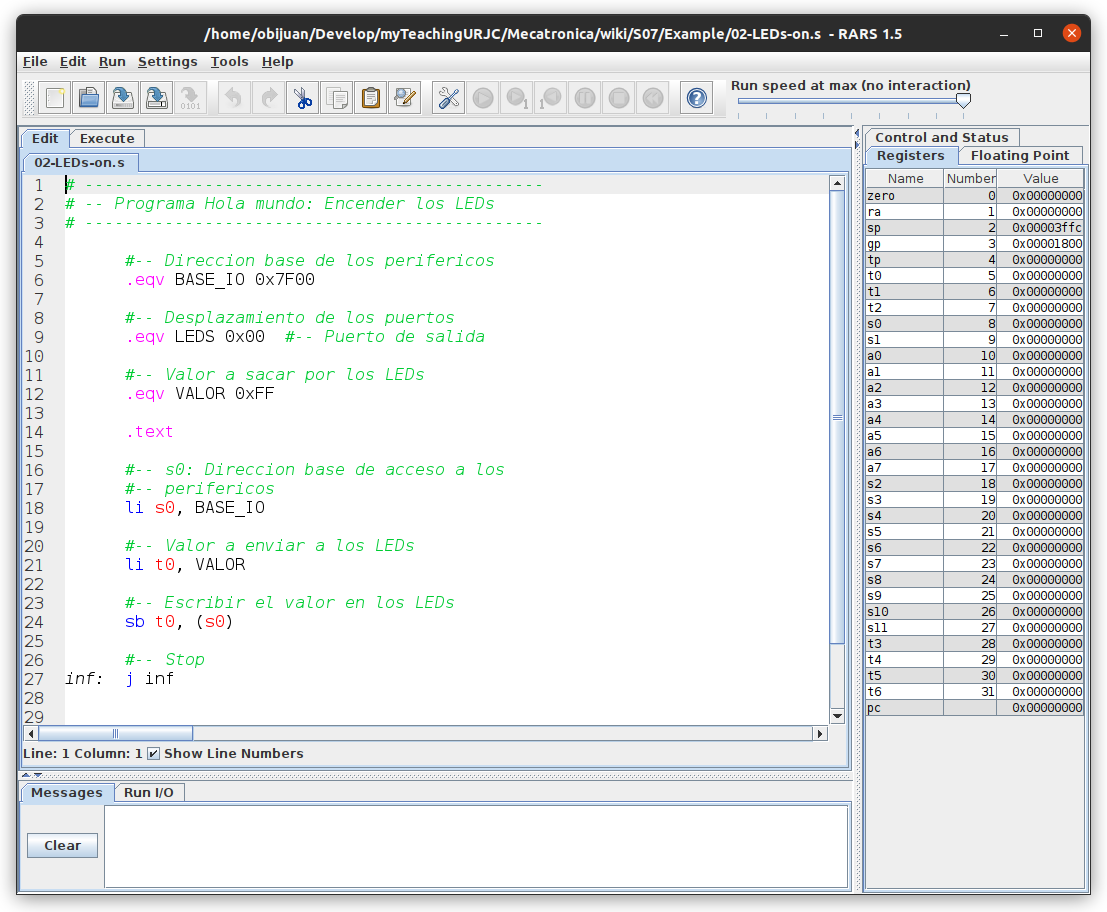 /home/obijuan/Develop/myTeachingURJC/Mecatronica/wiki/S07/Example/02-LEDs-on.s - RARS 1.5
File Edit Run Settings Tools Help
Run speed at max (no interaction)
Edit Execute
02-LEDs-on.s
1 # ----------------------------------------------
2 # -- Programa Hola mundo: Encender los LEDs
3 # ----------------------------------------------
4
5 #-- Direccion base de los perifericos
6 .eqv BASE_IO 0x7F00
7
8 #-- Desplazamiento de los puertos
9 .eqv LEDS 0x00 #-- Puerto de salida
10
11 #-- Valor a sacar por los LEDs
12 .eqv VALOR 0xFF
13
14 .text
15
16 #-- s0: Direccion base de acceso a los
17 #-- perifericos
18 li s0, BASE_IO
19
20 #-- Valor a enviar a los LEDs
21 li t0, VALOR
22
23 #-- Escribir el valor en los LEDs
24 sb t0, (s0)
25
26 #-- Stop
27 inf: j inf
28
29
Line: 1 Column: 1 Show Line Numbers
Messages Run I/O
Clear
Control and Status
Registers Floating Point
Name Number Value
zero 0 0x00000000
ra 1 0x00000000
sp 2 0x00003ffc
gp 3 0x00001800
tp 4 0x00000000
t0 5 0x00000000
t1 6 0x00000000
t2 7 0x00000000
s0 8 0x00000000
s1 9 0x00000000
a0 10 0x00000000
a1 11 0x00000000
a2 12 0x00000000
a3 13 0x00000000
a4 14 0x00000000
a5 15 0x00000000
a6 16 0x00000000
a7 17 0x00000000
s2 18 0x00000000
s3 19 0x00000000
s4 20 0x00000000
s5 21 0x00000000
s6 22 0x00000000
s7 23 0x00000000
s8 24 0x00000000
s9 25 0x00000000
s10 26 0x00000000
s11 27 0x00000000
t3 28 0x00000000
t4 29 0x00000000
t5 30 0x00000000
t6 31 0x00000000
pc 0x00000000